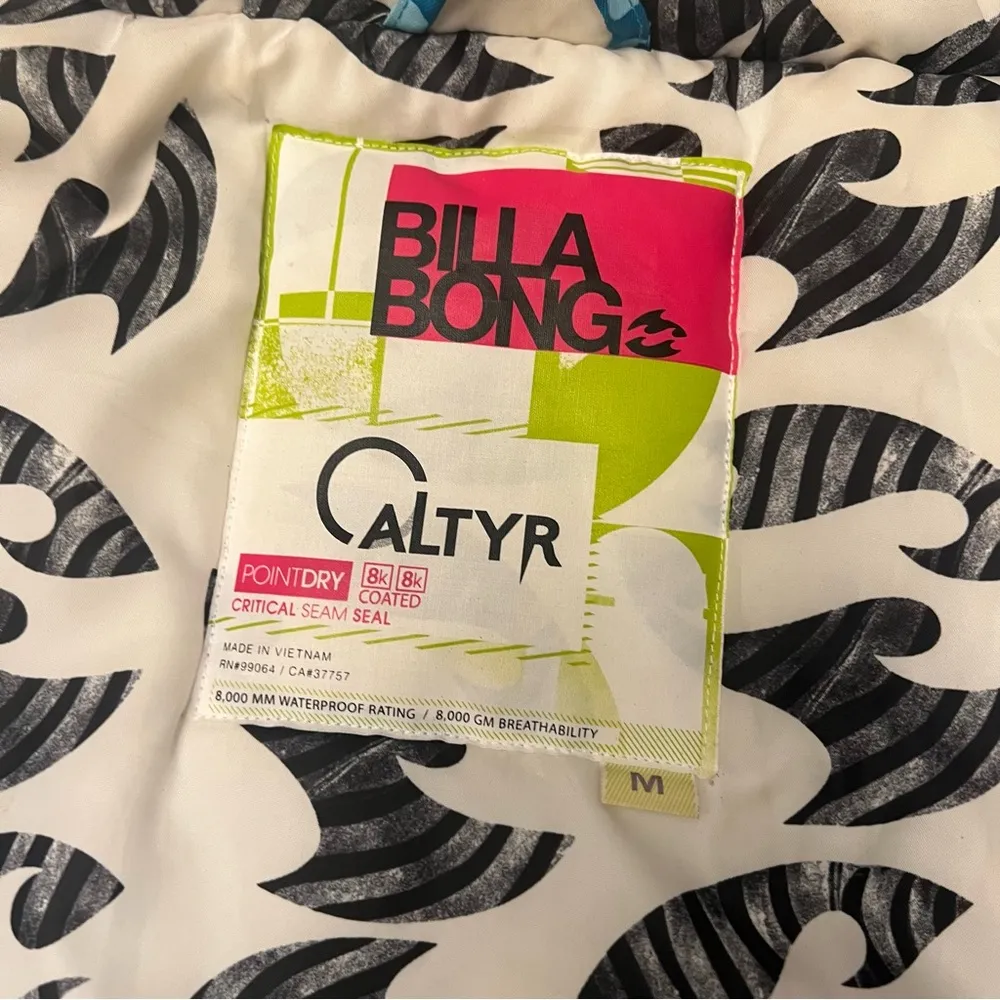 BILLA
BONG
CALTYR
POINTDRY 8k 8k
COATED
CRITICAL SEAM SEAL
MADE IN VIETNAM
RN#99064 / CA#37757
8,000 MM WATERPROOF RATING / 8,000 GM BREATHABILITY
M